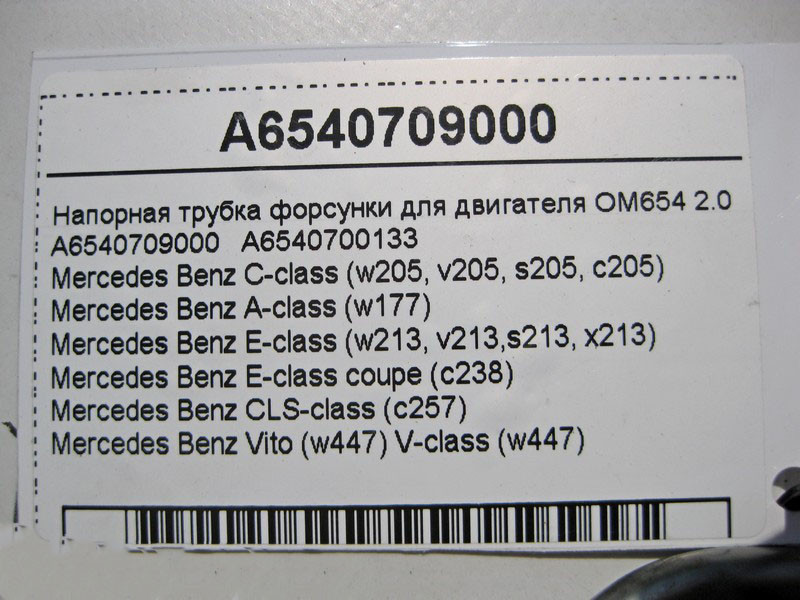 A6540709000
Напорная трубка форсунки для двигателя OM654 2.0
A6540709000 A6540700133
Mercedes Benz C-class (w205, v205, s205, c205)
Mercedes Benz A-class (w177)
Mercedes Benz E-class (w213, v213,s213, x213)
Mercedes Benz E-class coupe (c238)
Mercedes Benz CLS-class (c257)
Mercedes Benz Vito (w447) V-class (w447)